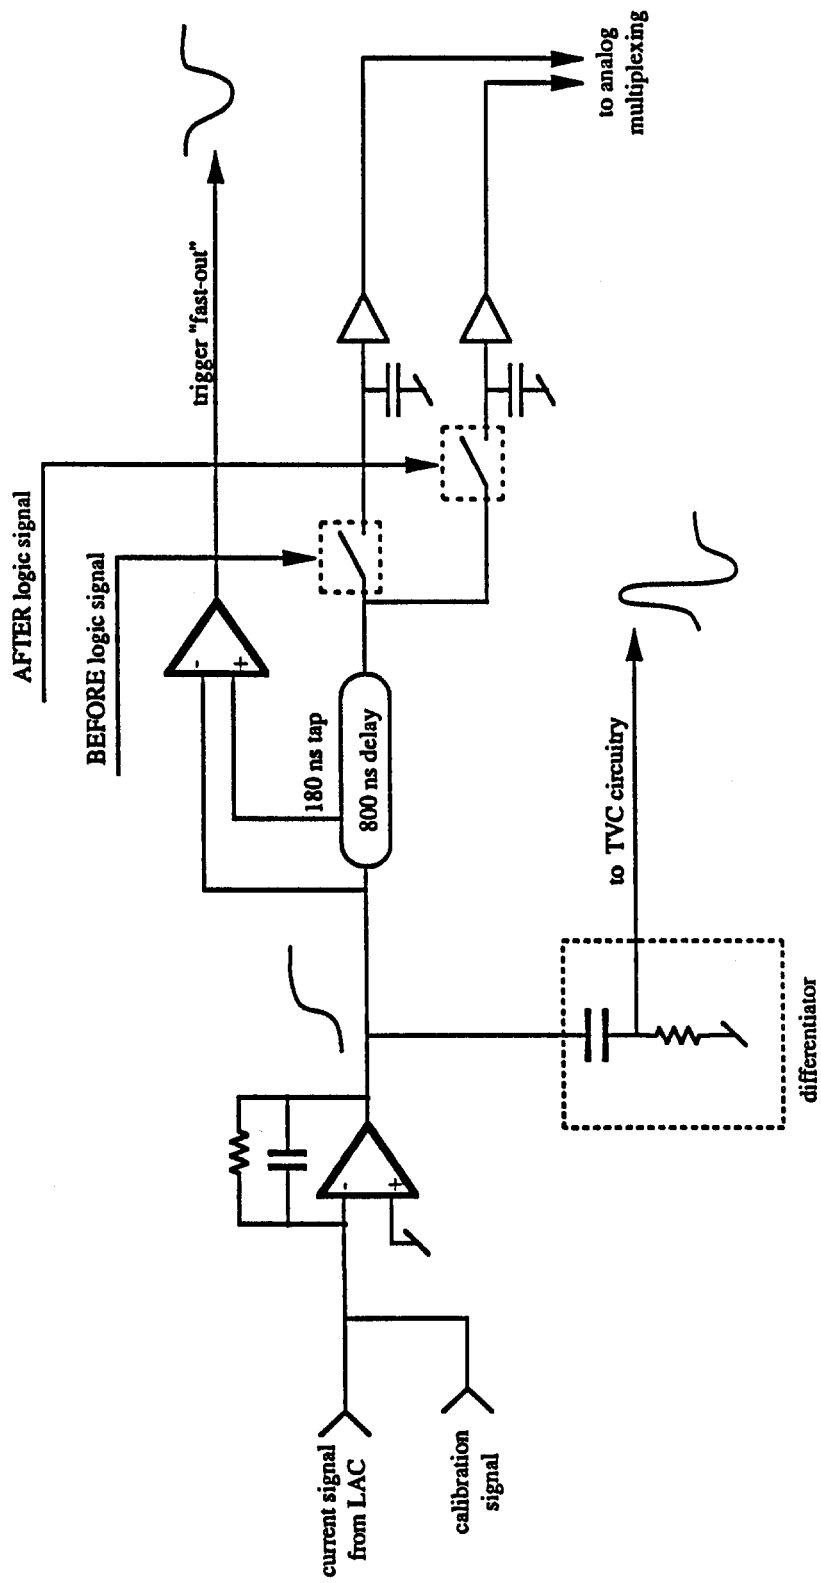 AFTER logic signal
BEFORE logic signal
trigger "fast-out"
180 ns tap
800 ns delay
to analog
multiplexing
current signal
from LAC
calibration
signal
-
+
-
+
to TVC circuitry
differentiator